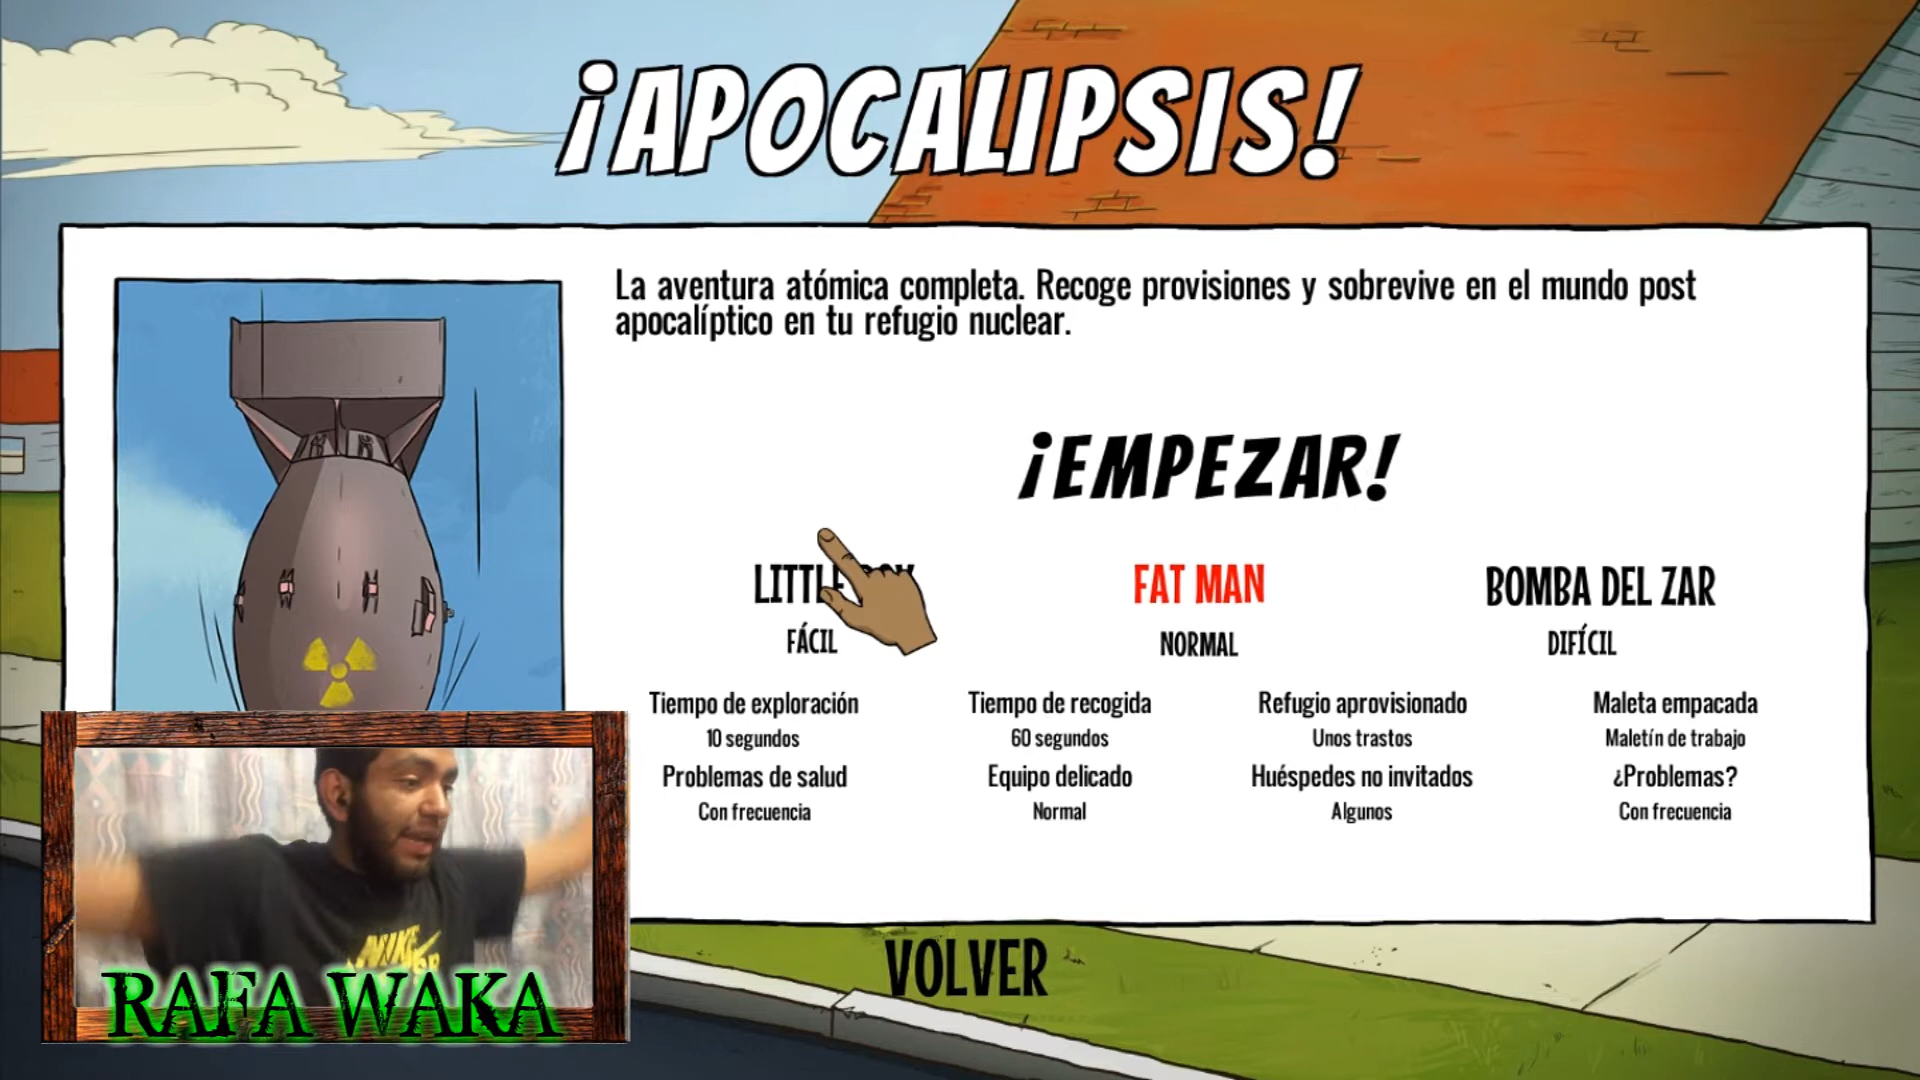 ¡APOCALIPSIS!
La aventura atómica completa. Recoge provisiones y sobrevive en el mundo post
apocalíptico en tu refugio nuclear.
¡EMPEZAR!
FAT MAN
BOMBA DEL ZAR
FÁCIL
NORMAL
DIFÍCIL
Tiempo de exploración
10 segundos
Tiempo de recogida
60 segundos
Refugio aprovisionado
Unos trastos
Maleta empacada
Maletín de trabajo
Problemas de salud
Con frecuencia
Equipo delicado
Normal
Huéspedes no invitados
Algunos
¿Problemas?
Con frecuencia
NIKE
RAFA WAKA
VOLVER